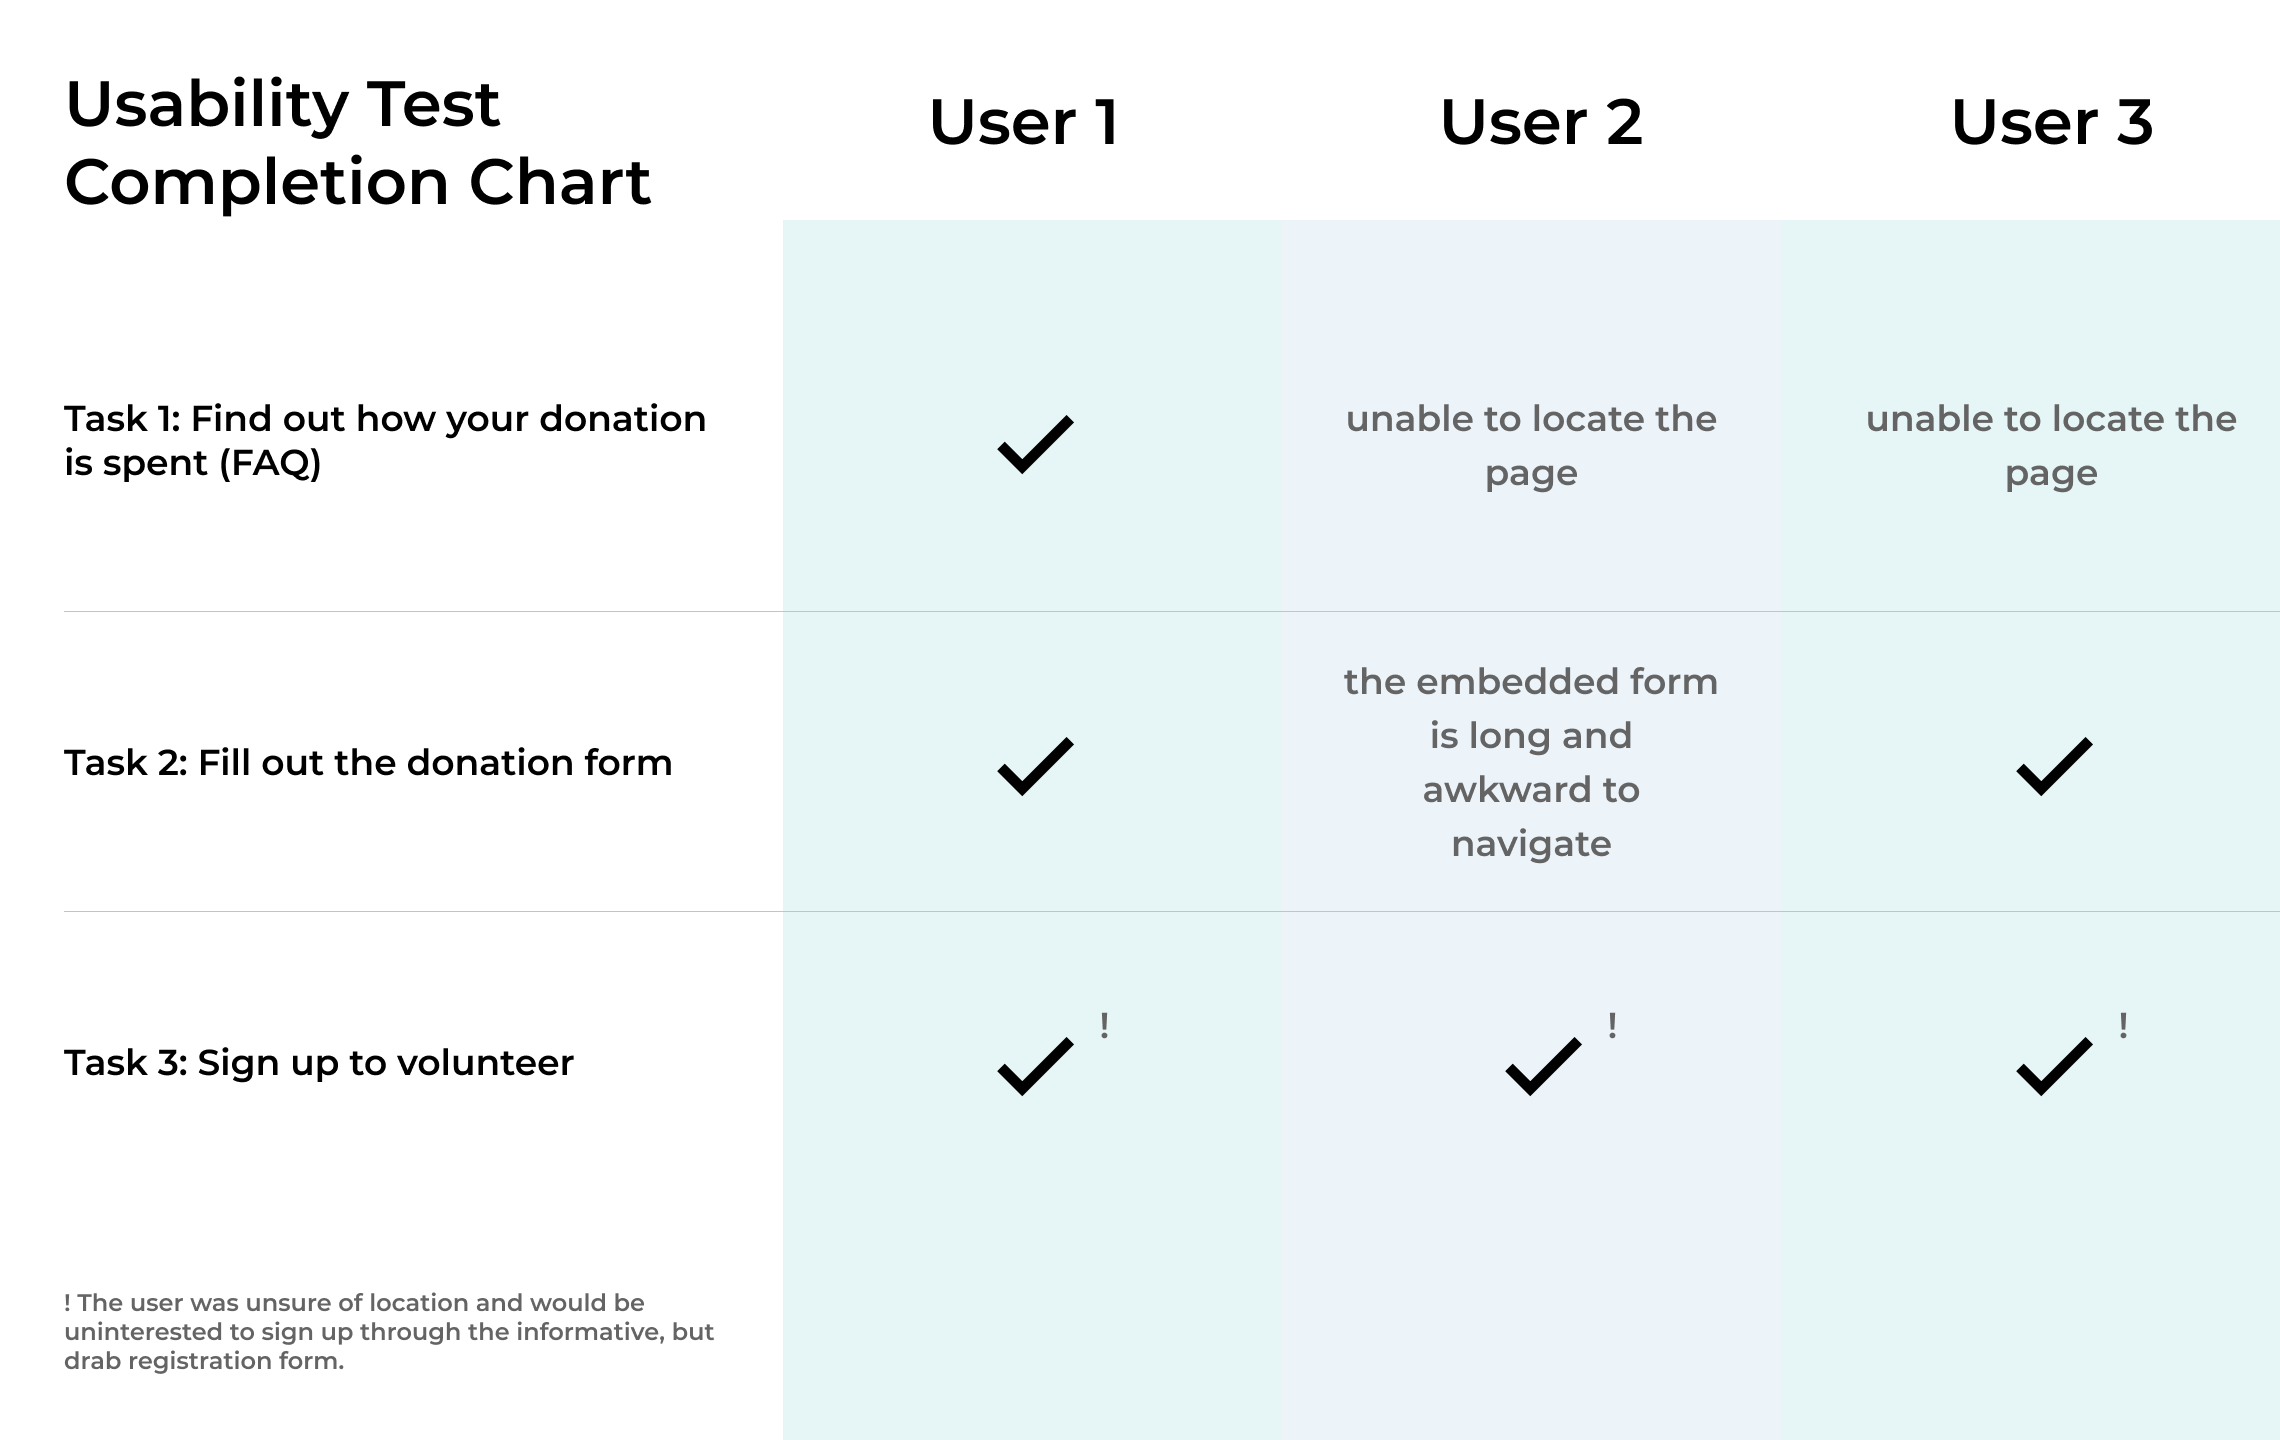 Usability Test
Completion Chart
User 1
User 2
User 3
Task 1: Find out how your donation
is spent (FAQ)
unable to locate the
page
unable to locate the
page
Task 2: Fill out the donation form
the embedded form
is long and
awkward to
navigate
Task 3: Sign up to volunteer
!
!
!
! The user was unsure of location and would be
uninterested to sign up through the informative, but
drab registration form.